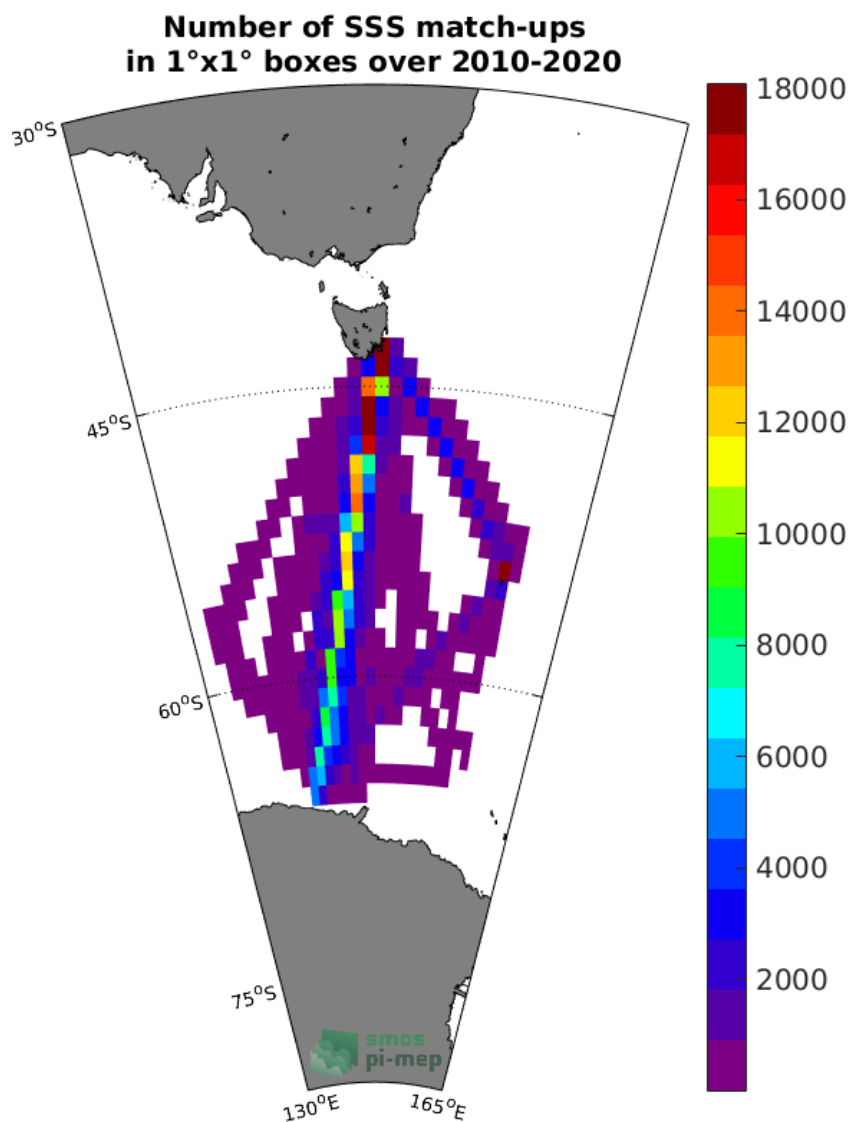 Number of SSS match-ups
in 1°x1° boxes over 2010-2020
30°S
45°S
60°S
75°S
130°E
165°E
18000
16000
14000
12000
10000
8000
6000
4000
2000
smos
pi-mep